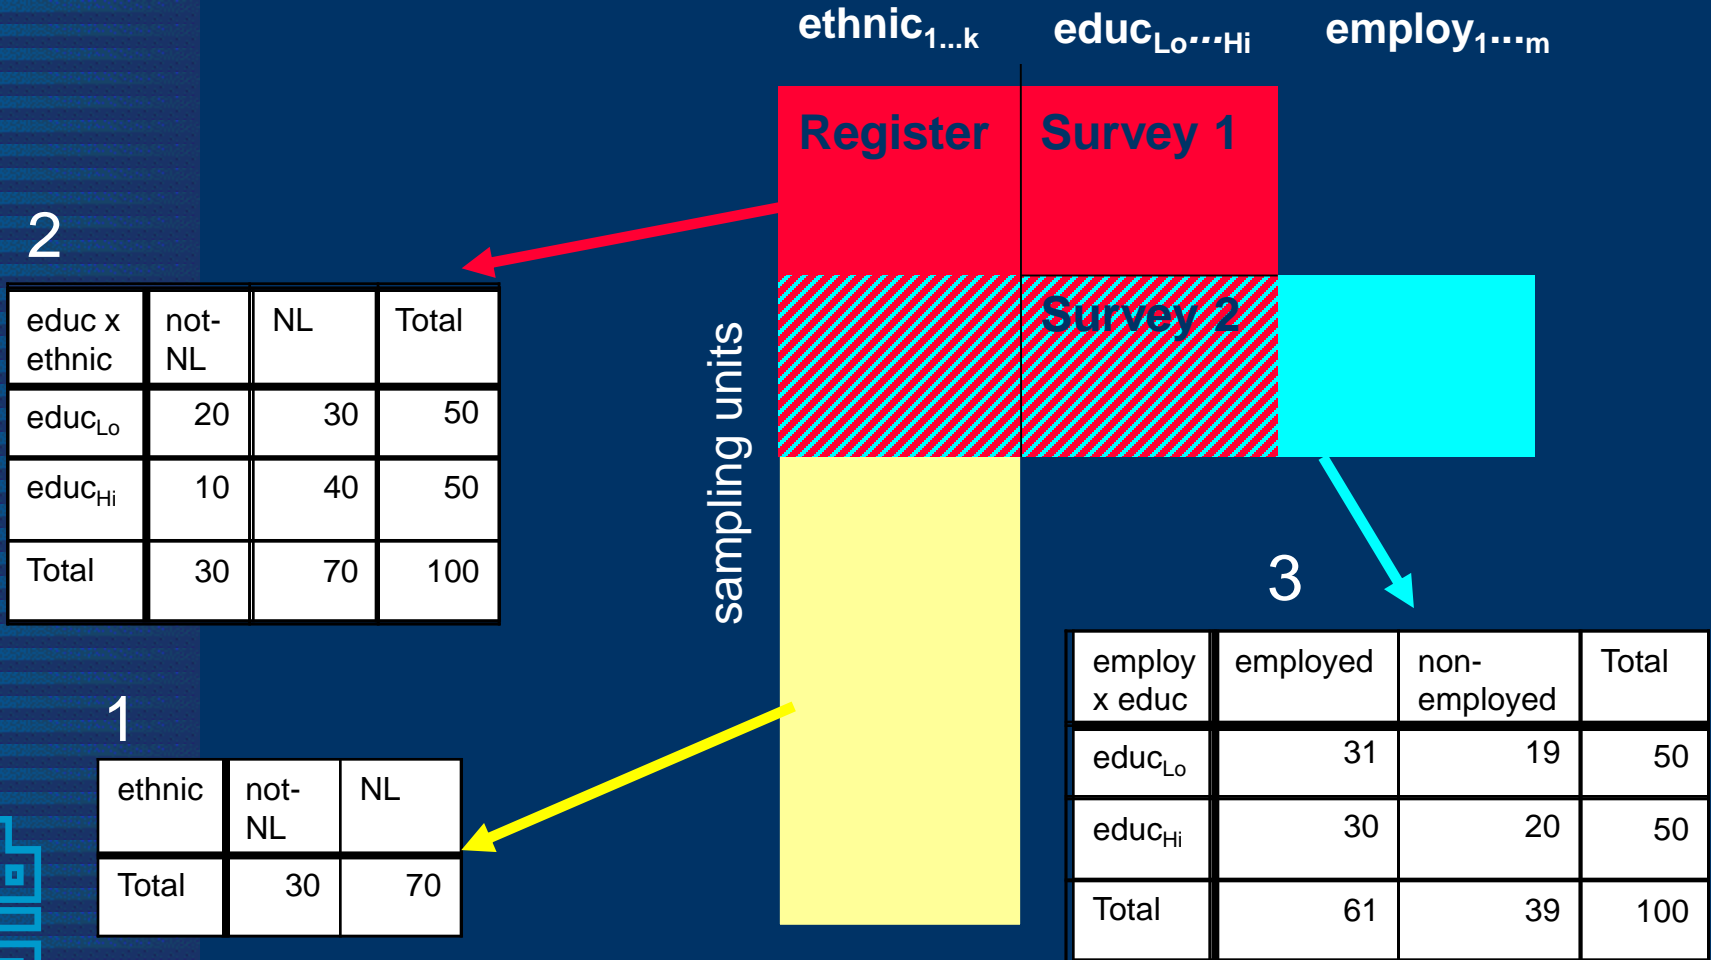 ethnic1...k educLo...Hi employ1...m
Register Survey 1
Survey 2
sampling units
2
educ x ethnic not-NL NL Total
educLo 20 30 50
educHi 10 40 50
Total 30 70 100
1
ethnic not-NL NL
Total 30 70
3
employ x educ employed non-employed Total
educLo 31 19 50
educHi 30 20 50
Total 61 39 100